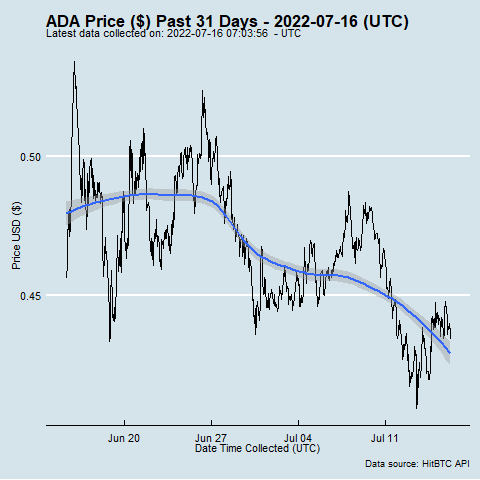 ADA Price ($) Past 31 Days - 2022-07-16 (UTC)
Latest data collected on: 2022-07-16 07:03:56 - UTC
0.50
Price USD ($)
0.45
Jun 20 Jun 27 Jul 04 Jul 11
Date Time Collected (UTC)
Data source: HitBTC API